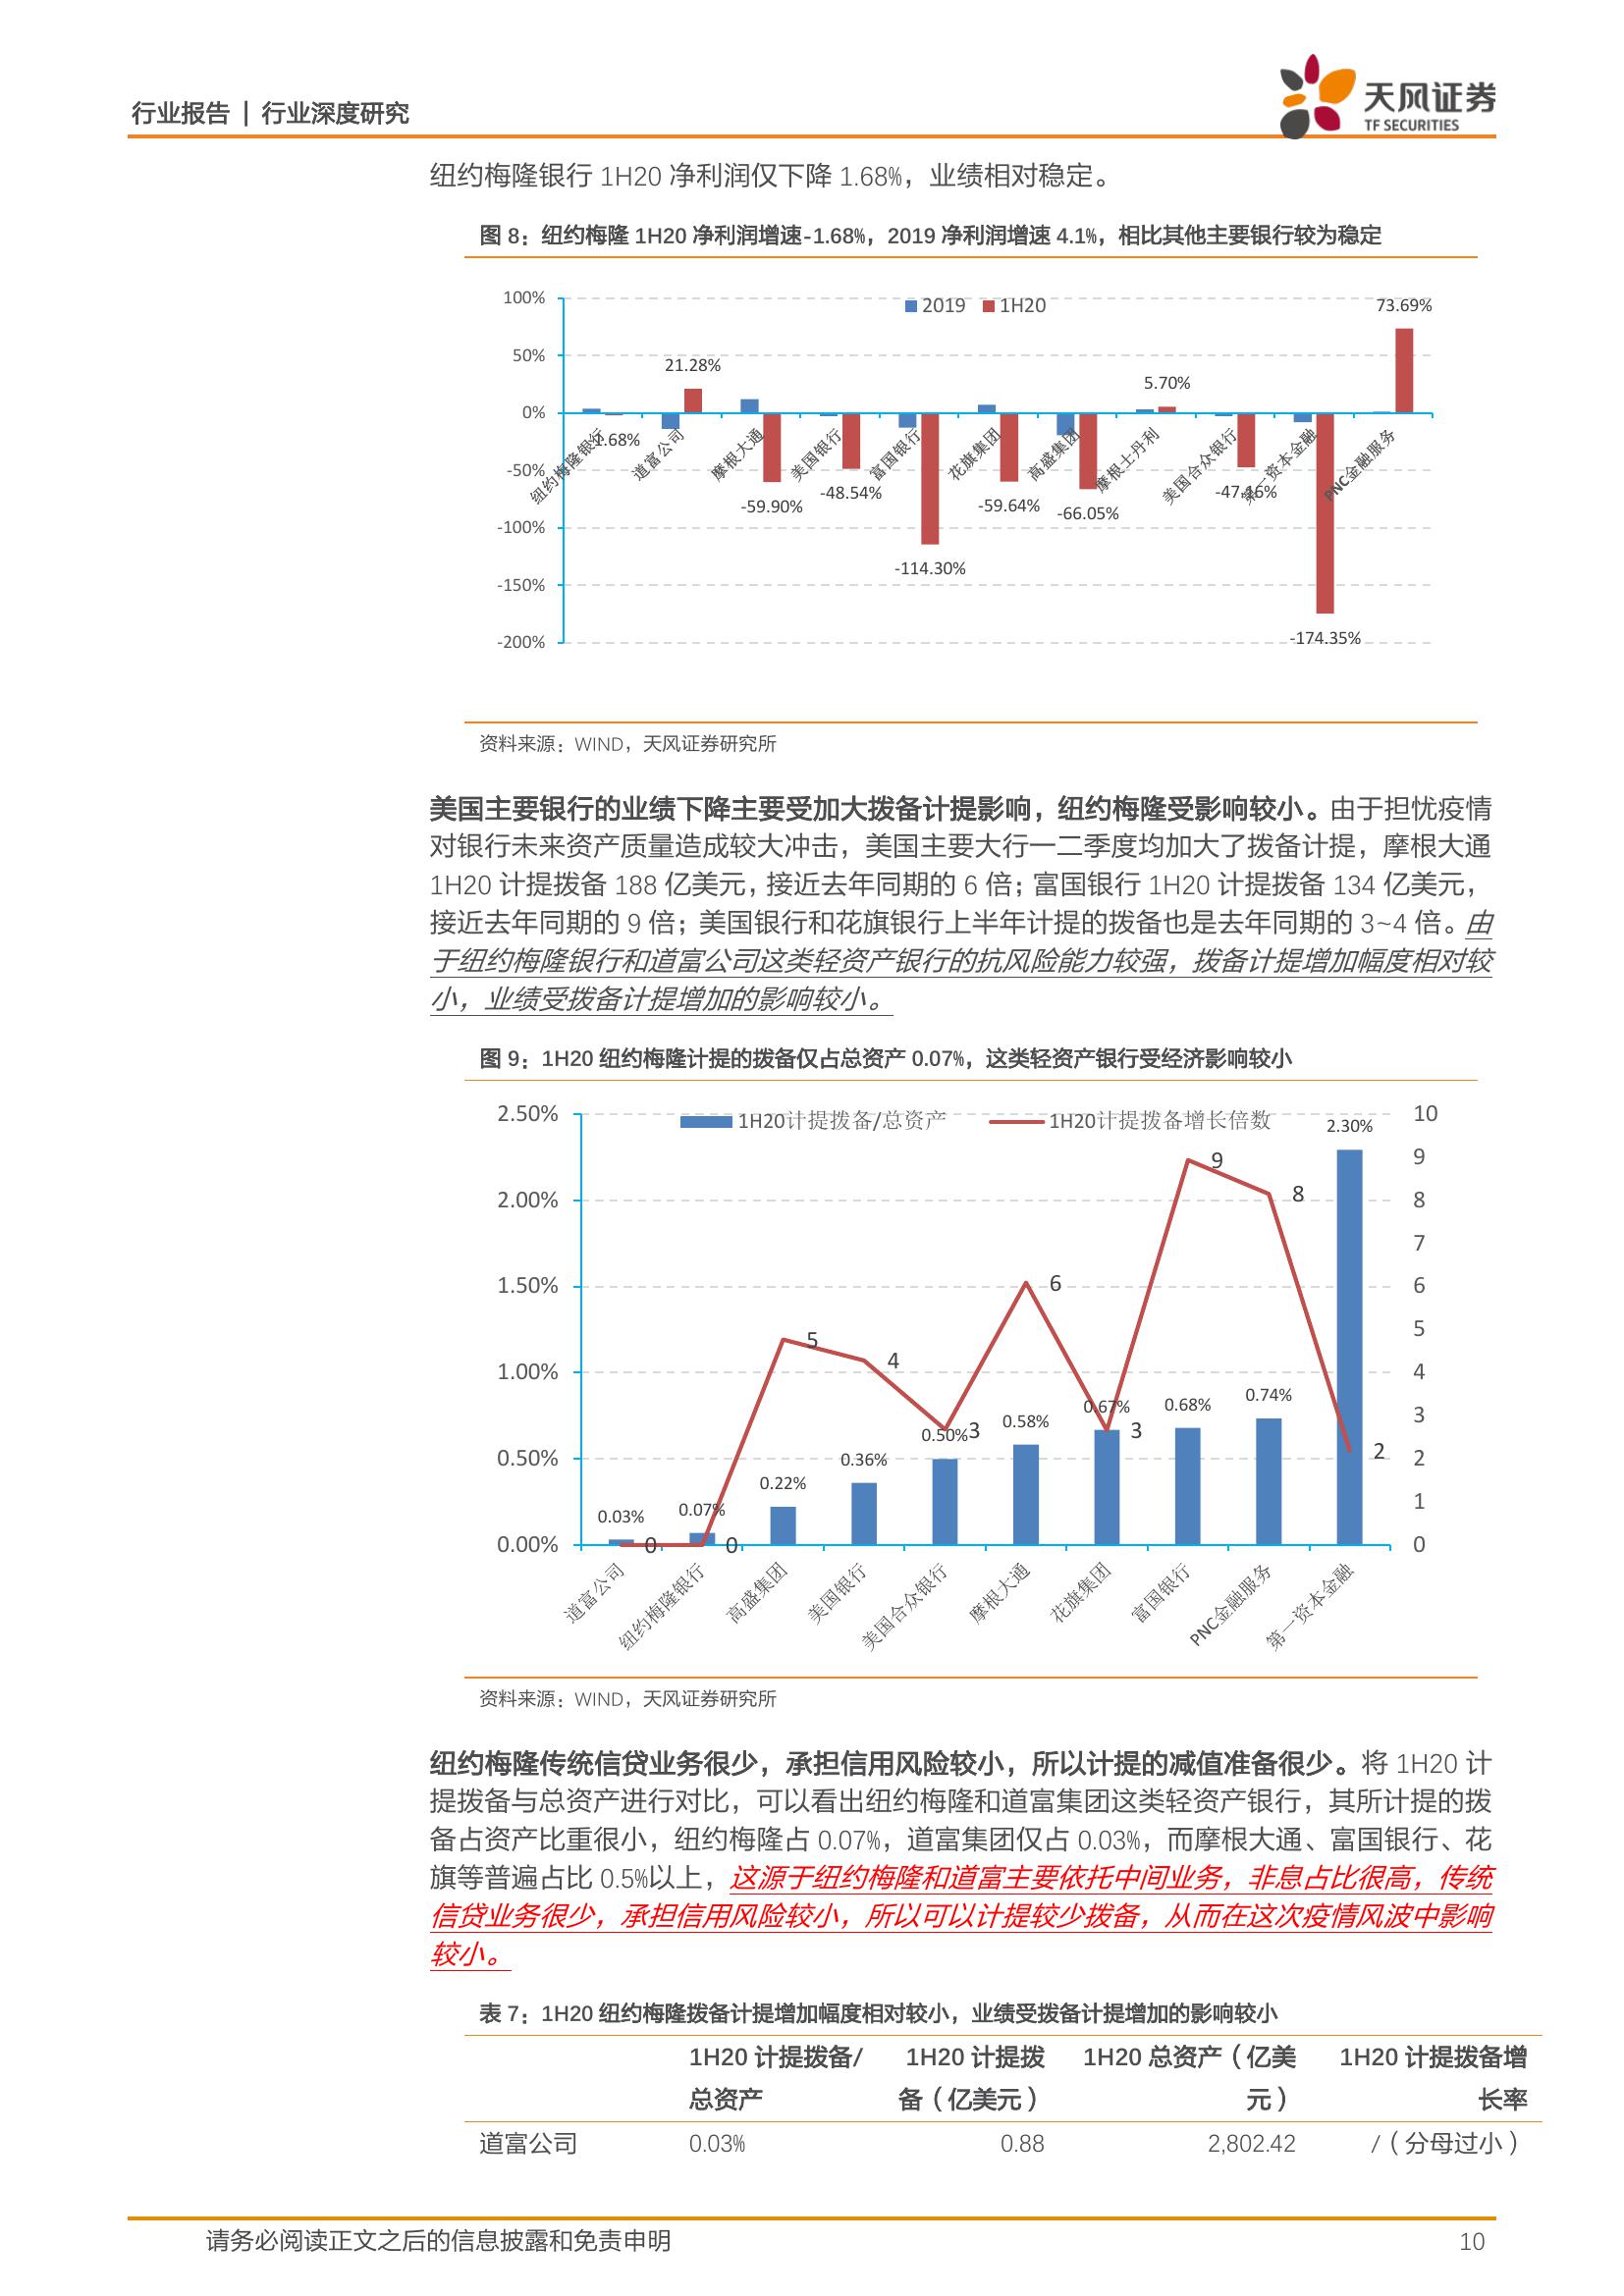 行业报告 | 行业深度研究
天风证券
TF SECURITIES
纽约梅隆银行 1H20 净利润仅下降 1.68%，业绩相对稳定。
图 8：纽约梅隆 1H20 净利润增速-1.68%，2019 净利润增速 4.1%，相比其他主要银行较为稳定
2019 1H20
100%
50%
0%
-50%
-100%
-150%
-200%
-1.68%
21.28%
-59.90%
-48.54%
-114.30%
-59.64%
-66.05%
5.70%
-47.16%
-174.35%
73.69%
纽约梅隆银行
道富公司
摩根大通
美国银行
富国银行
花旗集团
高盛集团
摩根士丹利
美国合众银行
第一资本金融
PNC金融服务
资料来源：WIND，天风证券研究所
美国主要银行的业绩下降主要受加大拨备计提影响，纽约梅隆受影响较小。由于担忧疫情
对银行未来资产质量造成较大冲击，美国主要大行一二季度均加大了拨备计提，摩根大通
1H20 计提拨备 188 亿美元，接近去年同期的 6 倍；富国银行 1H20 计提拨备 134 亿美元，
接近去年同期的 9 倍；美国银行和花旗银行上半年计提的拨备也是去年同期的 3~4 倍。由
于纽约梅隆银行和道富公司这类轻资产银行的抗风险能力较强，拨备计提增加幅度相对较
小，业绩受拨备计提增加的影响较小。
图 9：1H20 纽约梅隆计提的拨备仅占总资产 0.07%，这类轻资产银行受经济影响较小
1H20计提拨备/总资产 1H20计提拨备增长倍数
2.50%
2.00%
1.50%
1.00%
0.50%
0.00%
10
9
8
7
6
5
4
3
2
1
0
0.03%
0.07%
0.22%
0.36%
0.50%
0.58%
0.67%
0.68%
0.74%
2.30%
0
0
5
4
3
6
3
9
8
2
道富公司
纽约梅隆银行
高盛集团
美国银行
美国合众银行
摩根大通
花旗集团
富国银行
PNC金融服务
第一资本金融
资料来源：WIND，天风证券研究所
纽约梅隆传统信贷业务很少，承担信用风险较小，所以计提的减值准备很少。将 1H20 计
提拨备与总资产进行对比，可以看出纽约梅隆和道富集团这类轻资产银行，其所计提的拨
备占资产比重很小，纽约梅隆占 0.07%，道富集团仅占 0.03%，而摩根大通、富国银行、花
旗等普遍占比 0.5%以上，这源于纽约梅隆和道富主要依托中间业务，非息占比很高，传统
信贷业务很少，承担信用风险较小，所以可以计提较少拨备，从而在这次疫情风波中影响
较小。
表 7：1H20 纽约梅隆拨备计提增加幅度相对较小，业绩受拨备计提增加的影响较小
1H20 计提拨备/ 1H20 计提拨 1H20 总资产（亿美 1H20 计提拨备增
总资产 备（亿美元） 元） 长率
道富公司 0.03% 0.88 2,802.42 /（分母过小）
请务必阅读正文之后的信息披露和免责申明 10